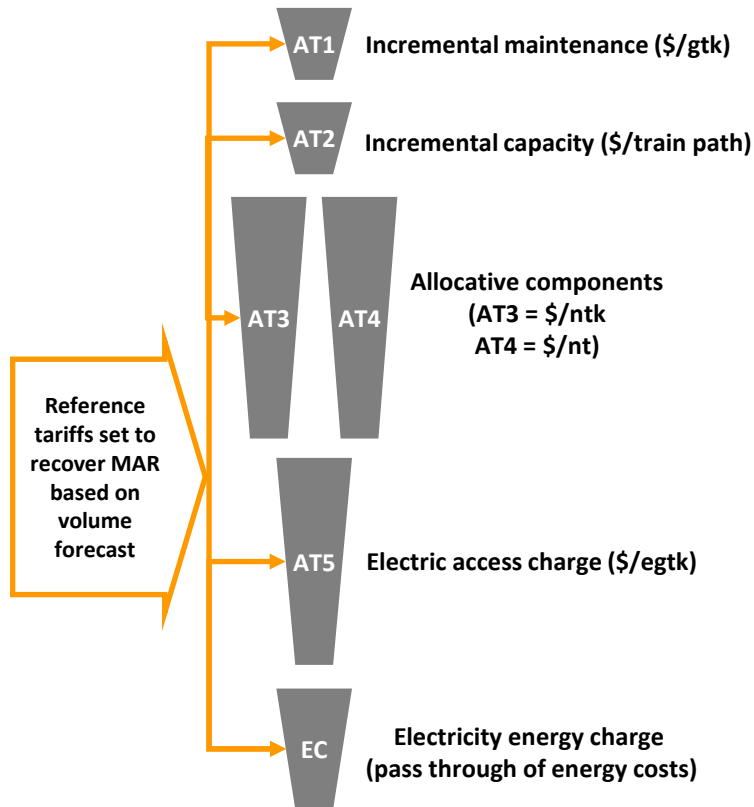 AT1
Incremental maintenance ($/gtk)
AT2
Incremental capacity ($/train path)
AT3
AT4
Allocative components
(AT3 = $/ntk
AT4 = $/nt)
Reference
tariffs set to
recover MAR
based on
volume
forecast
AT5
Electric access charge ($/egtk)
EC
Electricity energy charge
(pass through of energy costs)